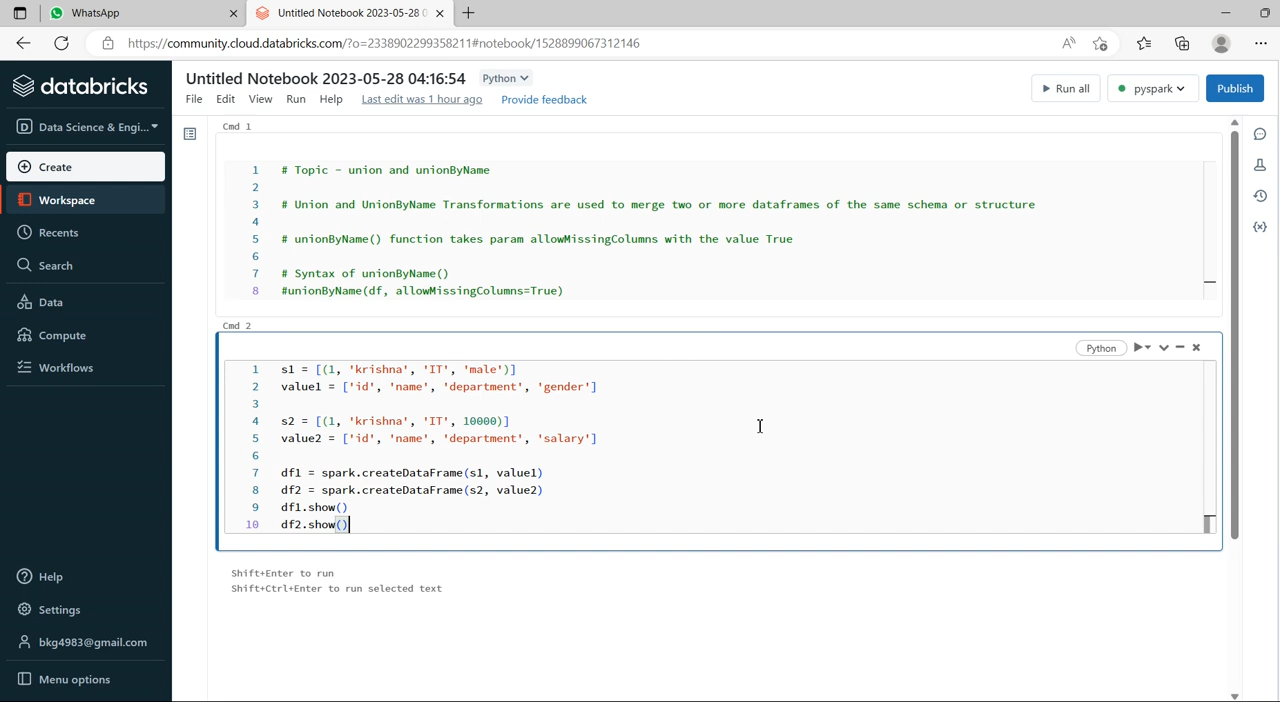 WhatsApp
Untitled Notebook 2023-05-28 0
https://community.cloud.databricks.com/?o=2338902299358211#notebook/1528899067312146
databricks
Data Science & Engi...
Create
Workspace
Recents
Search
Data
Compute
Workflows
Help
Settings
bkg4983@gmail.com
Menu options
Untitled Notebook 2023-05-28 04:16:54 Python
File Edit View Run Help Last edit was 1 hour ago Provide feedback
Run all pyspark Publish
Cmd 1
1 # Topic - union and unionByName
2
3 # Union and UnionByName Transformations are used to merge two or more dataframes of the same schema or structure
4
5 # unionByName() function takes param allowMissingColumns with the value True
6
7 # Syntax of unionByName()
8 #unionByName(df, allowMissingColumns=True)
Cmd 2
Python
1 s1 = [(1, 'krishna', 'IT', 'male')]
2 value1 = ['id', 'name', 'department', 'gender']
3
4 s2 = [(1, 'krishna', 'IT', 10000)]
5 value2 = ['id', 'name', 'department', 'salary']
6
7 df1 = spark.createDataFrame(s1, value1)
8 df2 = spark.createDataFrame(s2, value2)
9 df1.show()
10 df2.show()
Shift+Enter to run
Shift+Ctrl+Enter to run selected text